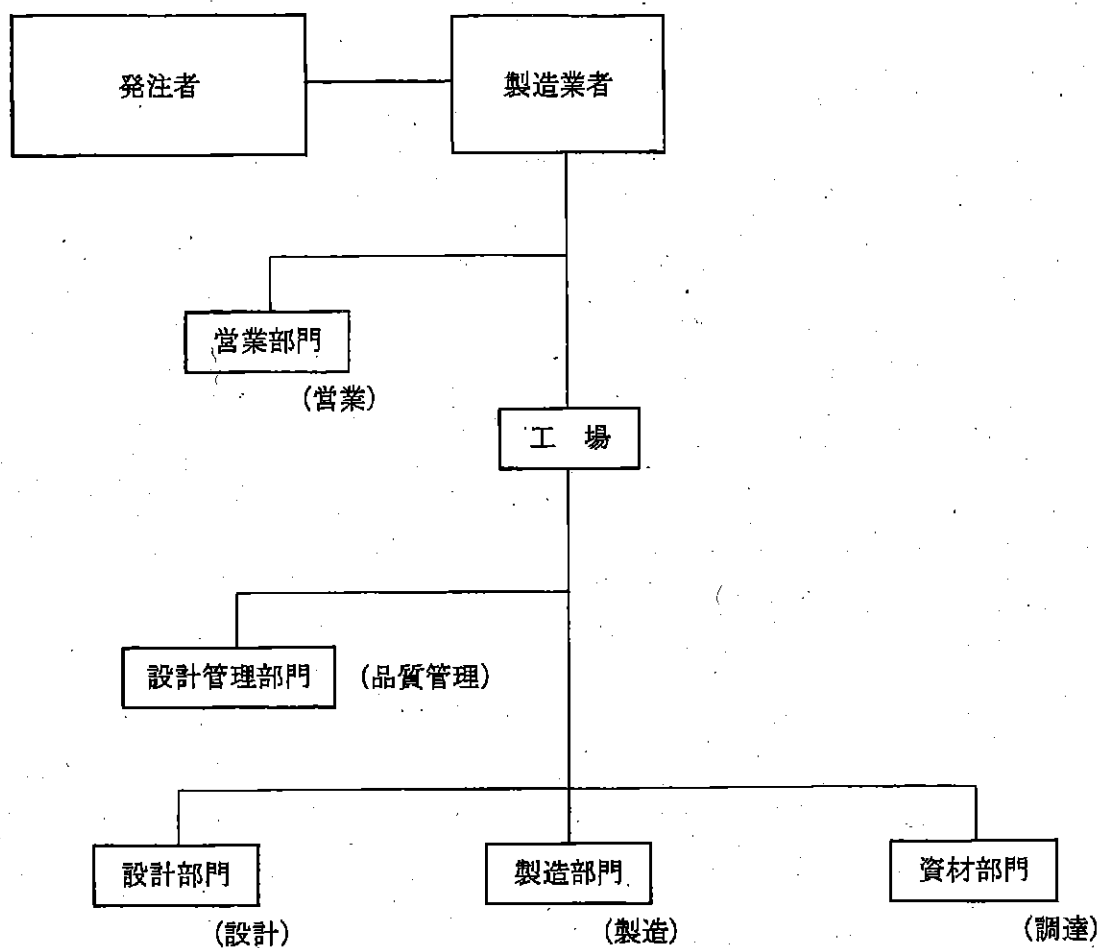 発注者
製造業者
営業部門
(営業)
工 場
設計管理部門 (品質管理)
設計部門
製造部門
資材部門
(設計)
(製造)
(調達)